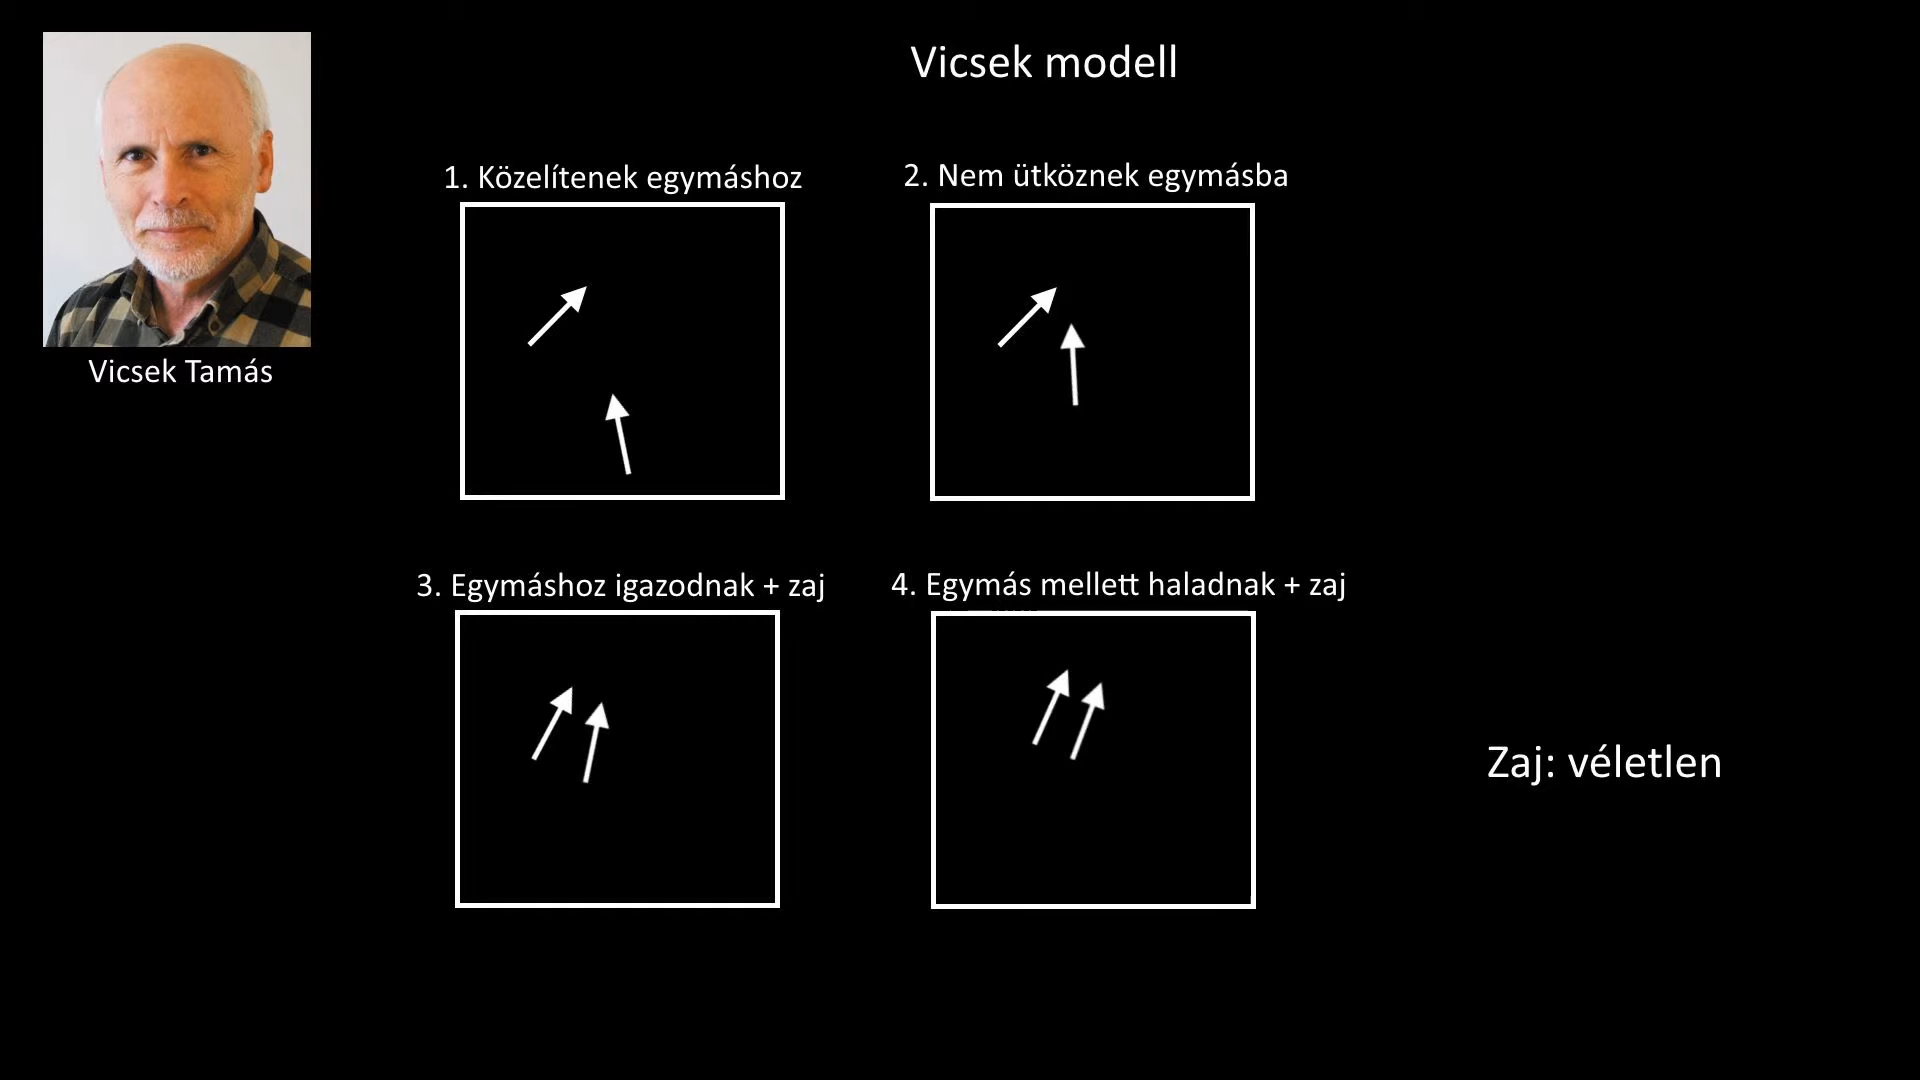 Vicsek modell
Vicsek Tamás
1. Közelítenek egymáshoz
2. Nem ütköznek egymásba
3. Egymáshoz igazodnak + zaj
4. Egymás mellett haladnak + zaj
Zaj: véletlen